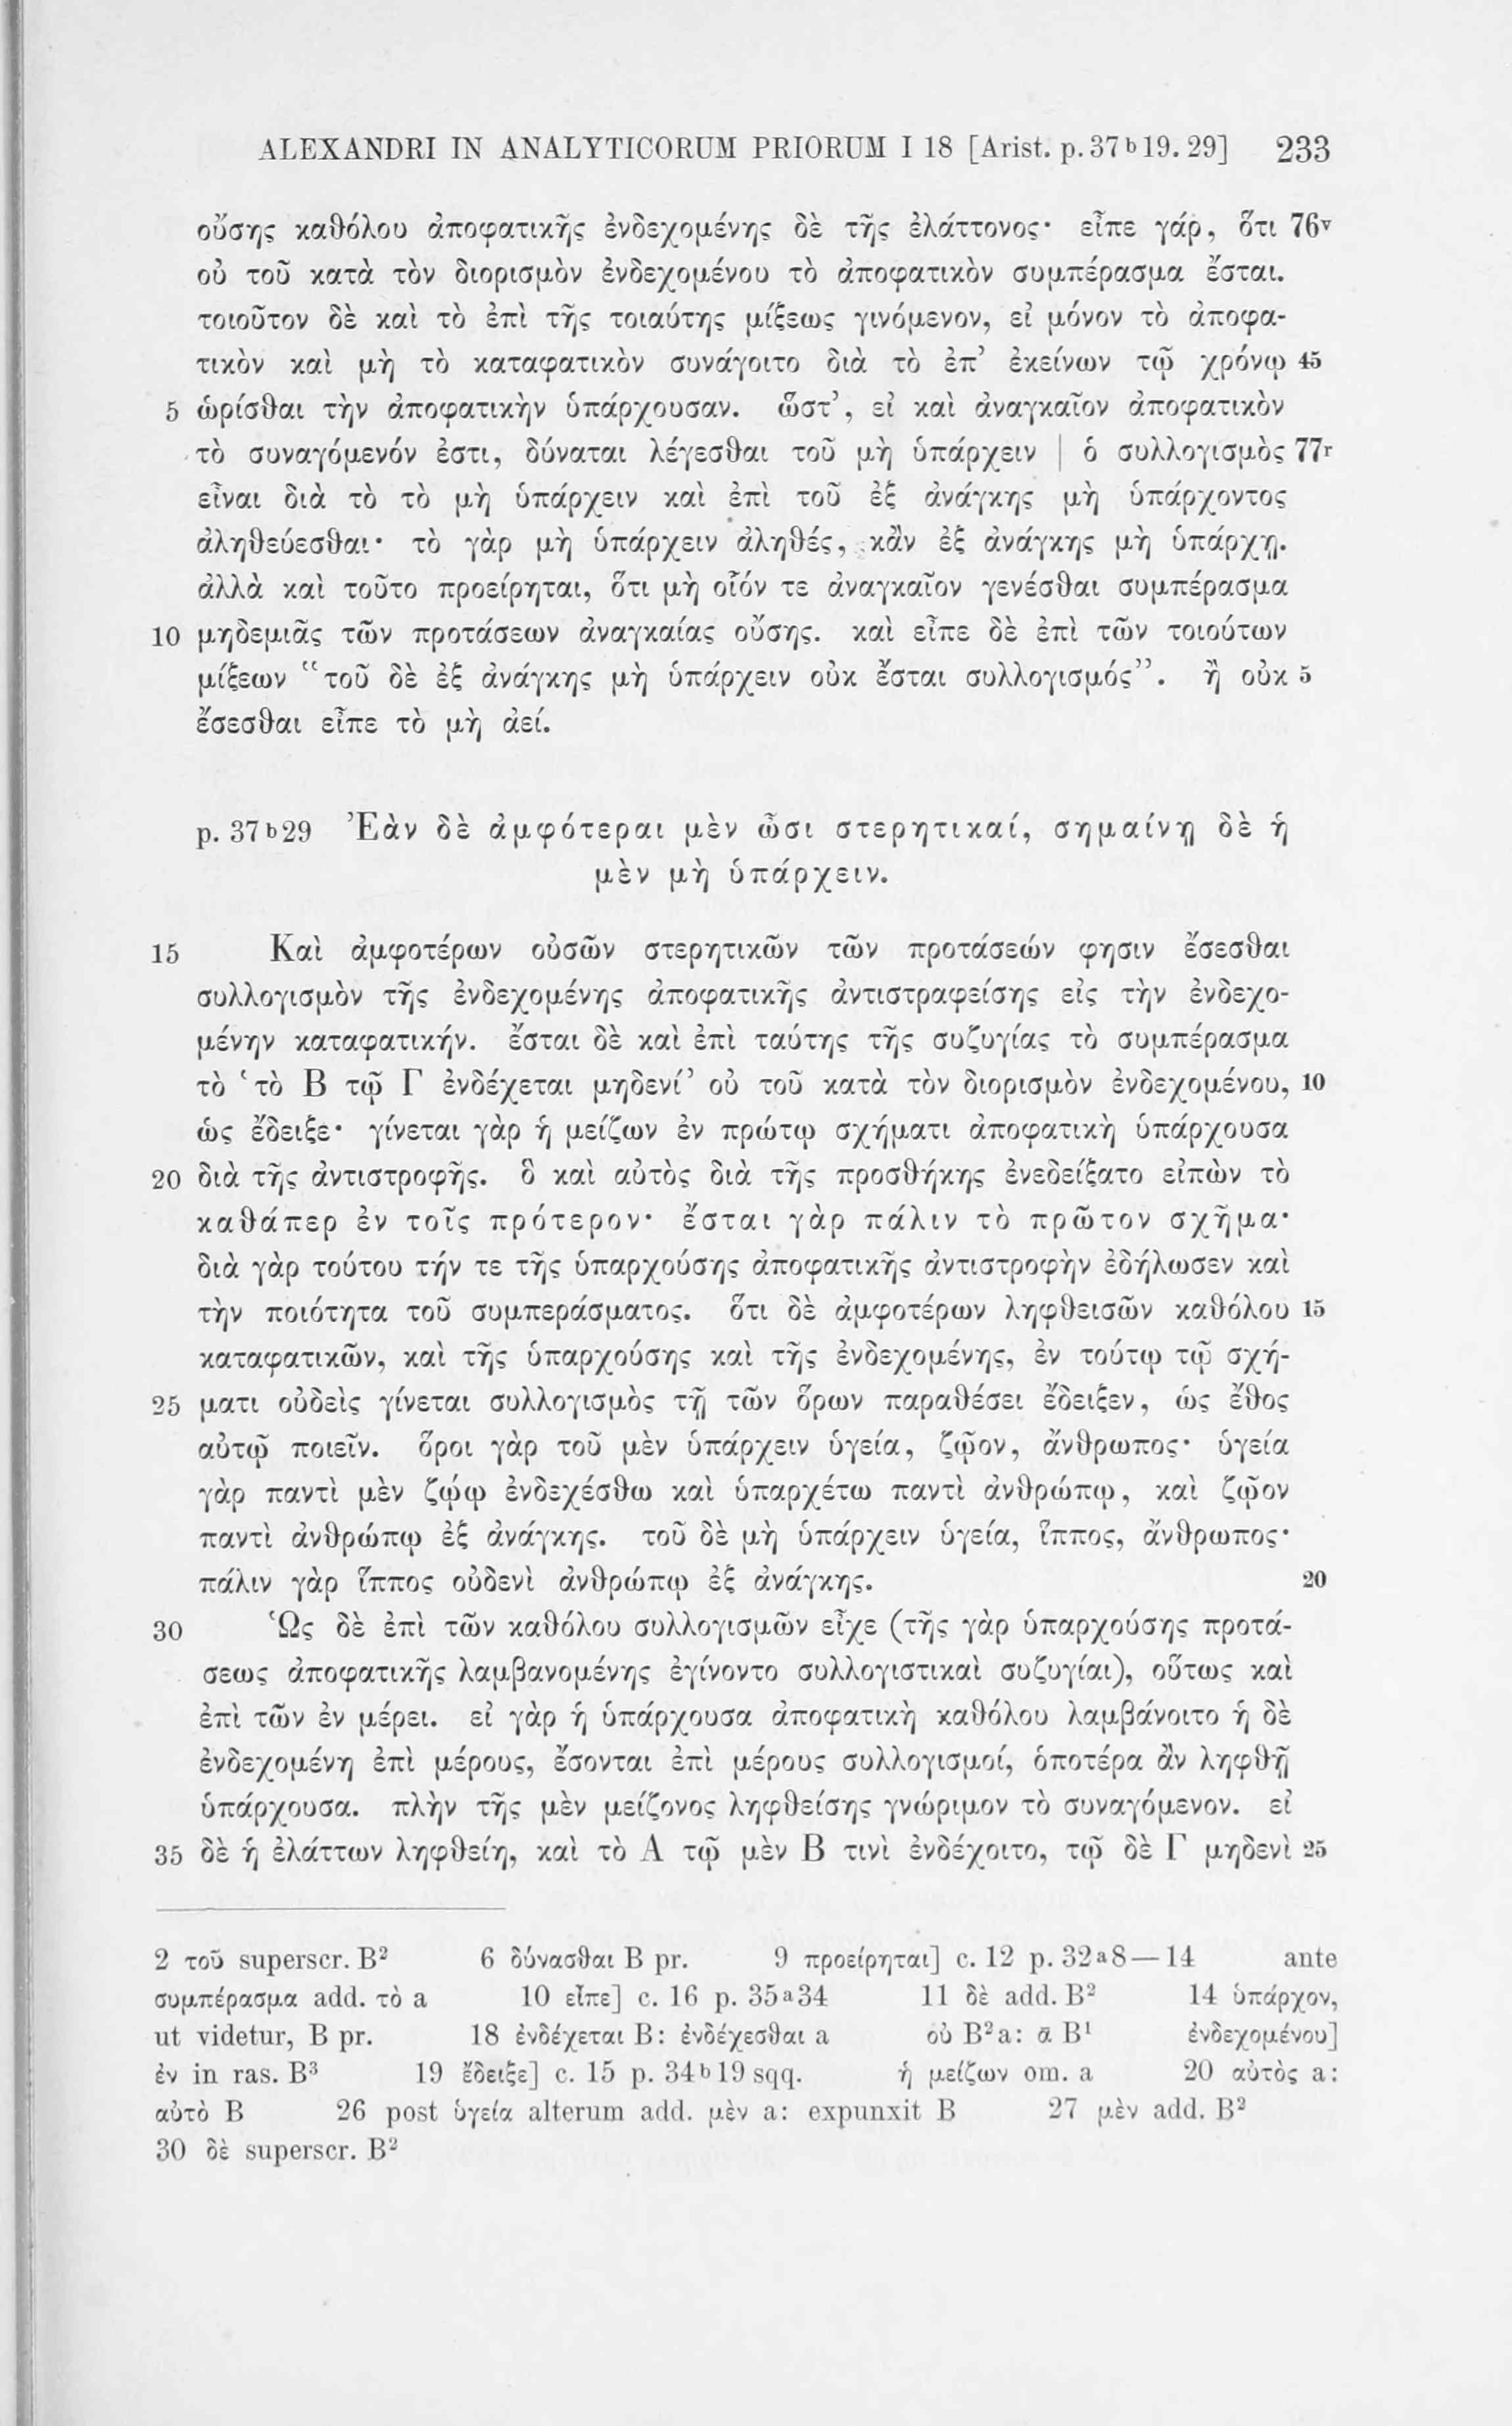 ALEXANDRI IN ANALYTICORUM PRIORUM I 18 [Arist. p. 37ᵇ19. 29] 233
οὔσης καθόλου ἀποφατικῆς ἐνδεχομένης δὲ τῆς ἐλάττονος· εἶπε γάρ, ὅτι 76ᵛ
οὐ τοῦ κατὰ τὸν διορισμὸν ἐνδεχομένου τὸ ἀποφατικὸν συμπέρασμα ἔσται.
τοιοῦτον δὲ καὶ τὸ ἐπὶ τῆς τοιαύτης μίξεως γινόμενον, εἰ μόνον τὸ ἀποφα-
τικὸν καὶ μὴ τὸ καταφατικὸν συνάγοιτο διὰ τὸ ἐπ’ ἐκείνων τῷ χρόνῳ 45
5 ὡρίσθαι τὴν ἀποφατικὴν ὑπάρχουσαν. ὥστ’, εἰ καὶ ἀναγκαῖον ἀποφατικὸν
τὸ συναγόμενόν ἐστι, δύναται λέγεσθαι τοῦ μὴ ὑπάρχειν | ὁ συλλογισμὸς 77ʳ
εἶναι διὰ τὸ τὸ μὴ ὑπάρχειν καὶ ἐπὶ τοῦ ἐξ ἀνάγκης μὴ ὑπάρχοντος
ἀληθεύεσθαι· τὸ γὰρ μὴ ὑπάρχειν ἀληθές, κἂν ἐξ ἀνάγκης μὴ ὑπάρχῃ.
ἀλλὰ καὶ τοῦτο προείρηται, ὅτι μὴ οἷόν τε ἀναγκαῖον γενέσθαι συμπέρασμα
10 μηδεμιᾶς τῶν προτάσεων ἀναγκαίας οὔσης. καὶ εἶπε δὲ ἐπὶ τῶν τοιούτων
μίξεων “τοῦ δὲ ἐξ ἀνάγκης μὴ ὑπάρχειν οὐκ ἔσται συλλογισμός”. ἢ οὐκ 5
ἔσεσθαι εἶπε τὸ μὴ ἀεί.
p. 37ᵇ29 Ἐὰν δὲ ἀμφότεραι μὲν ὦσι στερητικαί, σημαίνῃ δὲ ἡ
μὲν μὴ ὑπάρχειν.
15 Καὶ ἀμφοτέρων οὐσῶν στερητικῶν τῶν προτάσεών φησιν ἔσεσθαι
συλλογισμὸν τῆς ἐνδεχομένης ἀποφατικῆς ἀντιστραφείσης εἰς τὴν ἐνδεχο-
μένην καταφατικήν. ἔσται δὲ καὶ ἐπὶ ταύτης τῆς συζυγίας τὸ συμπέρασμα
τὸ ‘τὸ Β τῷ Γ ἐνδέχεται μηδενί’ οὐ τοῦ κατὰ τὸν διορισμὸν ἐνδεχομένου, 10
ὡς ἔδειξε· γίνεται γὰρ ἡ μείζων ἐν πρώτῳ σχήματι ἀποφατικὴ ὑπάρχουσα
20 διὰ τῆς ἀντιστροφῆς. ὃ καὶ αὐτὸς διὰ τῆς προσθήκης ἐνεδείξατο εἰπὼν τὸ
καθάπερ ἐν τοῖς πρότερον· ἔσται γὰρ πάλιν τὸ πρῶτον σχῆμα·
διὰ γὰρ τούτου τήν τε τῆς ὑπαρχούσης ἀποφατικῆς ἀντιστροφὴν ἐδήλωσεν καὶ
τὴν ποιότητα τοῦ συμπεράσματος. ὅτι δὲ ἀμφοτέρων ληφθεισῶν καθόλου 15
καταφατικῶν, καὶ τῆς ὑπαρχούσης καὶ τῆς ἐνδεχομένης, ἐν τούτῳ τῷ σχή-
25 ματι οὐδεὶς γίνεται συλλογισμὸς τῇ τῶν ὅρων παραθέσει ἔδειξεν, ὡς ἔθος
αὐτῷ ποιεῖν. ὅροι γὰρ τοῦ μὲν ὑπάρχειν ὑγεία, ζῷον, ἄνθρωπος· ὑγεία
γὰρ παντὶ μὲν ζῴῳ ἐνδεχέσθω καὶ ὑπαρχέτω παντὶ ἀνθρώπῳ, καὶ ζῷον
παντὶ ἀνθρώπῳ ἐξ ἀνάγκης. τοῦ δὲ μὴ ὑπάρχειν ὑγεία, ἵππος, ἄνθρωπος·
πάλιν γὰρ ἵππος οὐδενὶ ἀνθρώπῳ ἐξ ἀνάγκης. 20
30 Ὡς δὲ ἐπὶ τῶν καθόλου συλλογισμῶν εἶχε (τῆς γὰρ ὑπαρχούσης προτά-
σεως ἀποφατικῆς λαμβανομένης ἐγίνοντο συλλογιστικαὶ συζυγίαι), οὕτως καὶ
ἐπὶ τῶν ἐν μέρει. εἰ γὰρ ἡ ὑπάρχουσα ἀποφατικὴ καθόλου λαμβάνοιτο ἡ δὲ
ἐνδεχομένη ἐπὶ μέρους, ἔσονται ἐπὶ μέρους συλλογισμοί, ὁποτέρα ἂν ληφθῇ
ὑπάρχουσα. πλὴν τῆς μὲν μείζονος ληφθείσης γνώριμον τὸ συναγόμενον. εἰ
35 δὲ ἡ ἐλάττων ληφθείη, καὶ τὸ Α τῷ μὲν Β τινὶ ἐνδέχοιτο, τῷ δὲ Γ μηδενὶ 25
2 τοῦ superscr. B² 6 δύνασθαι B pr. 9 προείρηται] c. 12 p. 32ᵃ8—14 ante
συμπέρασμα add. τὸ a 10 εἶπε] c. 16 p. 35ᵃ34 11 δὲ add. B² 14 ὑπάρχον,
ut videtur, B pr. 18 ἐνδέχεται B: ἐνδέχεσθαι a οὐ B²a: ᾱ B¹ ἐνδεχομένου]
ἐν in ras. B³ 19 ἔδειξε] c. 15 p. 34ᵇ19 sqq. ἡ μείζων om. a 20 αὐτὸς a:
αὐτὸ B 26 post ὑγεία alterum add. μὲν a: expunxit B 27 μὲν add. B²
30 δὲ superscr. B²